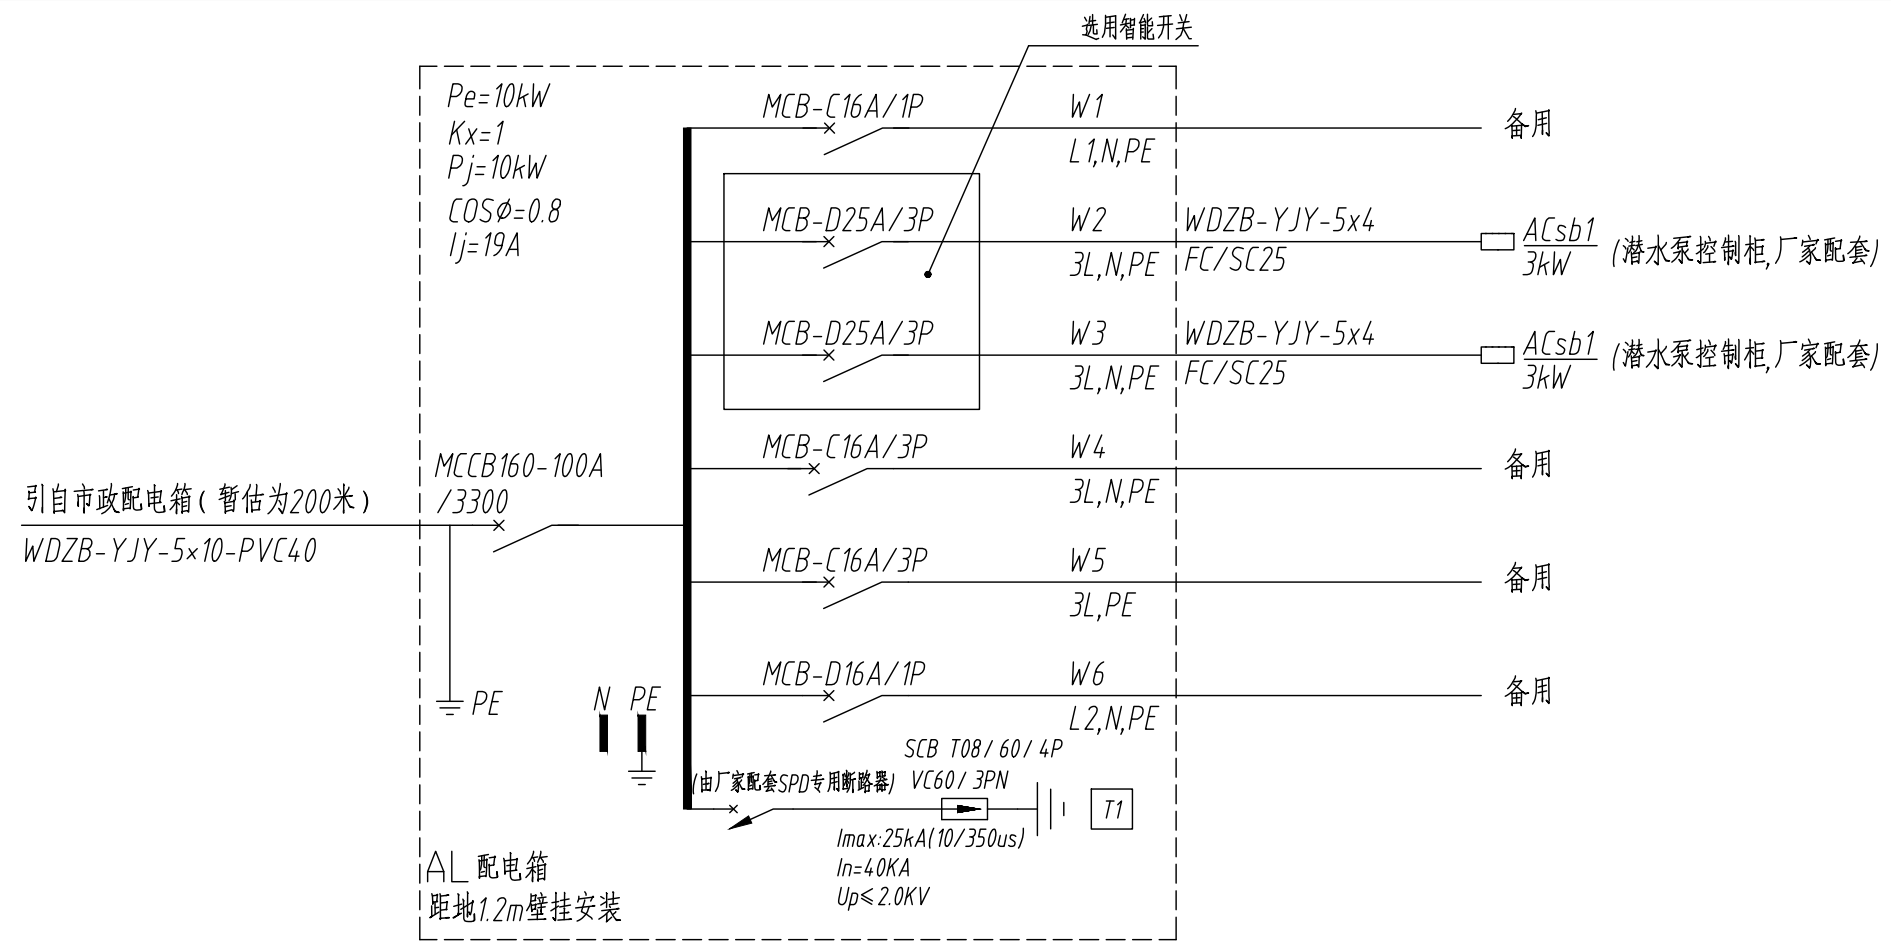 选用智能开关
Pe=10kW
Kx=1
Pj=10kW
COSφ=0.8
Ij=19A
MCB-C16A/1P
W1
L1,N,PE
备用
MCB-D25A/3P
W2
3L,N,PE
WDZB-YJY-5x4
FC/SC25
ACsb1
3kW
(潜水泵控制柜,厂家配套)
MCB-D25A/3P
W3
3L,N,PE
WDZB-YJY-5x4
FC/SC25
ACsb1
3kW
(潜水泵控制柜,厂家配套)
MCB-C16A/3P
W4
3L,N,PE
备用
引自市政配电箱(暂估为200米)
WDZB-YJY-5×10-PVC40
MCCB160-100A
/3300
MCB-C16A/3P
W5
3L,PE
备用
MCB-D16A/1P
W6
L2,N,PE
备用
PE
N
PE
SCB T08/60/4P
(由厂家配套SPD专用断路器)
VC60/3PN
T1
Imax:25kA(10/350us)
In=40KA
Up≤2.0KV
AL配电箱
距地1.2m壁挂安装